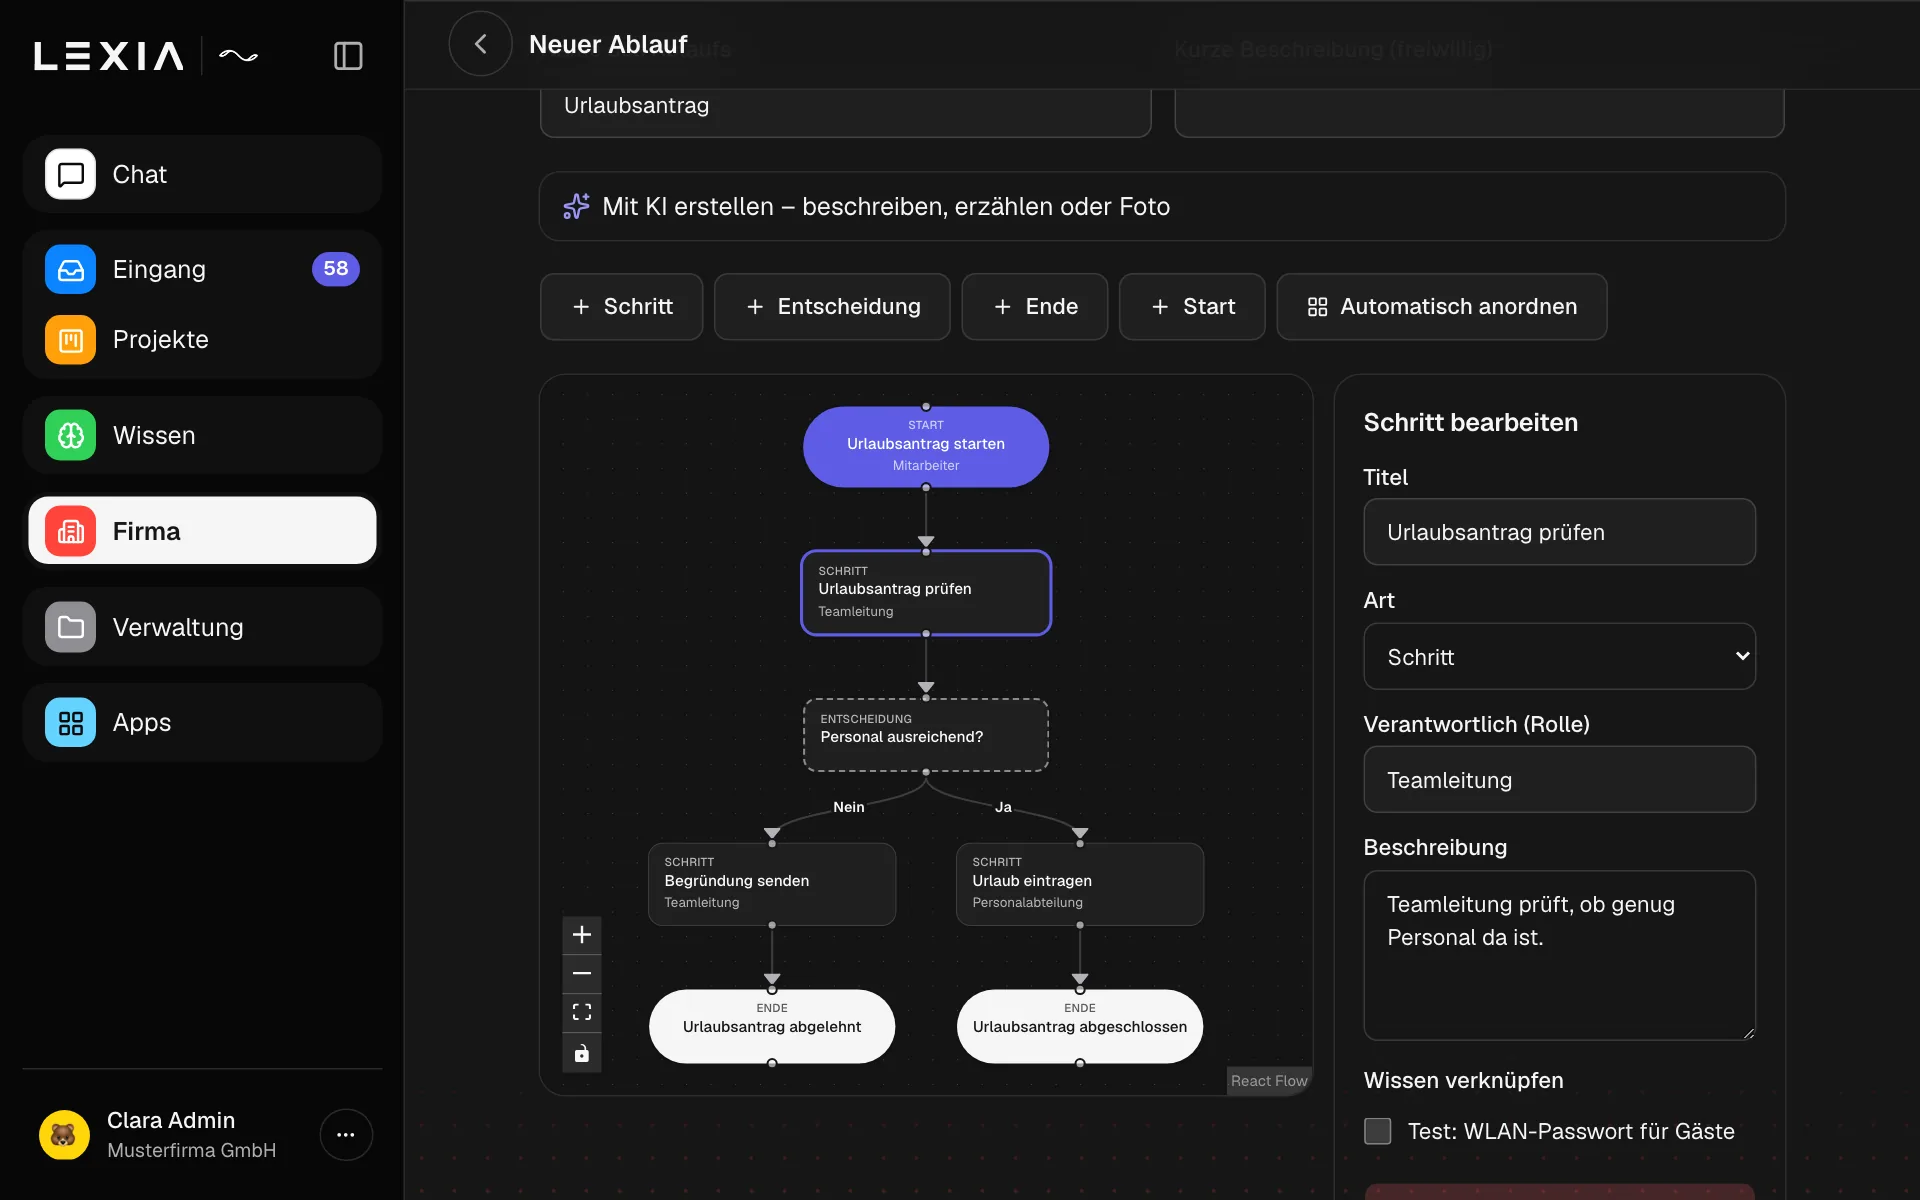 LEXIA
Neuer Ablauf
Kurze Beschreibung (freiwillig)
Urlaubsantrag
Chat
Eingang
58
Projekte
Wissen
Firma
Verwaltung
Apps
Clara Admin
Musterfirma GmbH
Mit KI erstellen – beschreiben, erzählen oder Foto
+ Schritt
+ Entscheidung
+ Ende
+ Start
Automatisch anordnen
START
Urlaubsantrag starten
Mitarbeiter
SCHRITT
Urlaubsantrag prüfen
Teamleitung
ENTSCHEIDUNG
Personal ausreichend?
Nein
Ja
SCHRITT
Begründung senden
Teamleitung
SCHRITT
Urlaub eintragen
Personalabteilung
ENDE
Urlaubsantrag abgelehnt
ENDE
Urlaubsantrag abgeschlossen
React Flow
Schritt bearbeiten
Titel
Urlaubsantrag prüfen
Art
Schritt
Verantwortlich (Rolle)
Teamleitung
Beschreibung
Teamleitung prüft, ob genug
Personal da ist.
Wissen verknüpfen
Test: WLAN-Passwort für Gäste